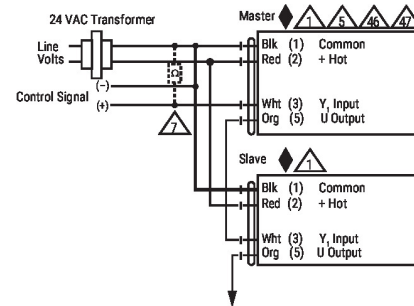 24 VAC Transformer
Master 1 5 46 47
Line
Volts
Blk (1) Common
Red (2) + Hot
Ω
(–)
Control Signal
(+)
Wht (3) Y₁ Input
Org (5) U Output
7
Slave 1
Blk (1) Common
Red (2) + Hot
Wht (3) Y₁ Input
Org (5) U Output